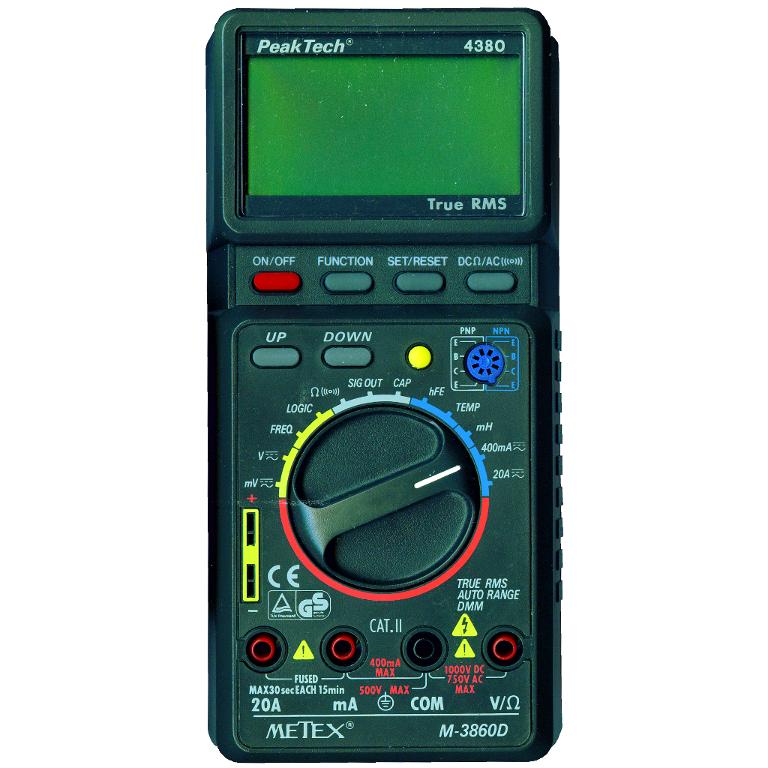 PeakTech® 4380
True RMS
ON/OFF FUNCTION SET/RESET DCΩ/AC
UP DOWN
PNP NPN
E E
B B
C C
E E
SIG OUT CAP
Ω hFE
LOGIC TEMP
FREQ mH
V 400mA
mV 20A
+
CE
GS
−
TRUE RMS
AUTO RANGE
DMM
CAT.II
400mA
MAX
1000V DC
750V AC
MAX
FUSED
MAX30secEACH 15min
500V MAX
20A mA COM V/Ω
METEX® M-3860D